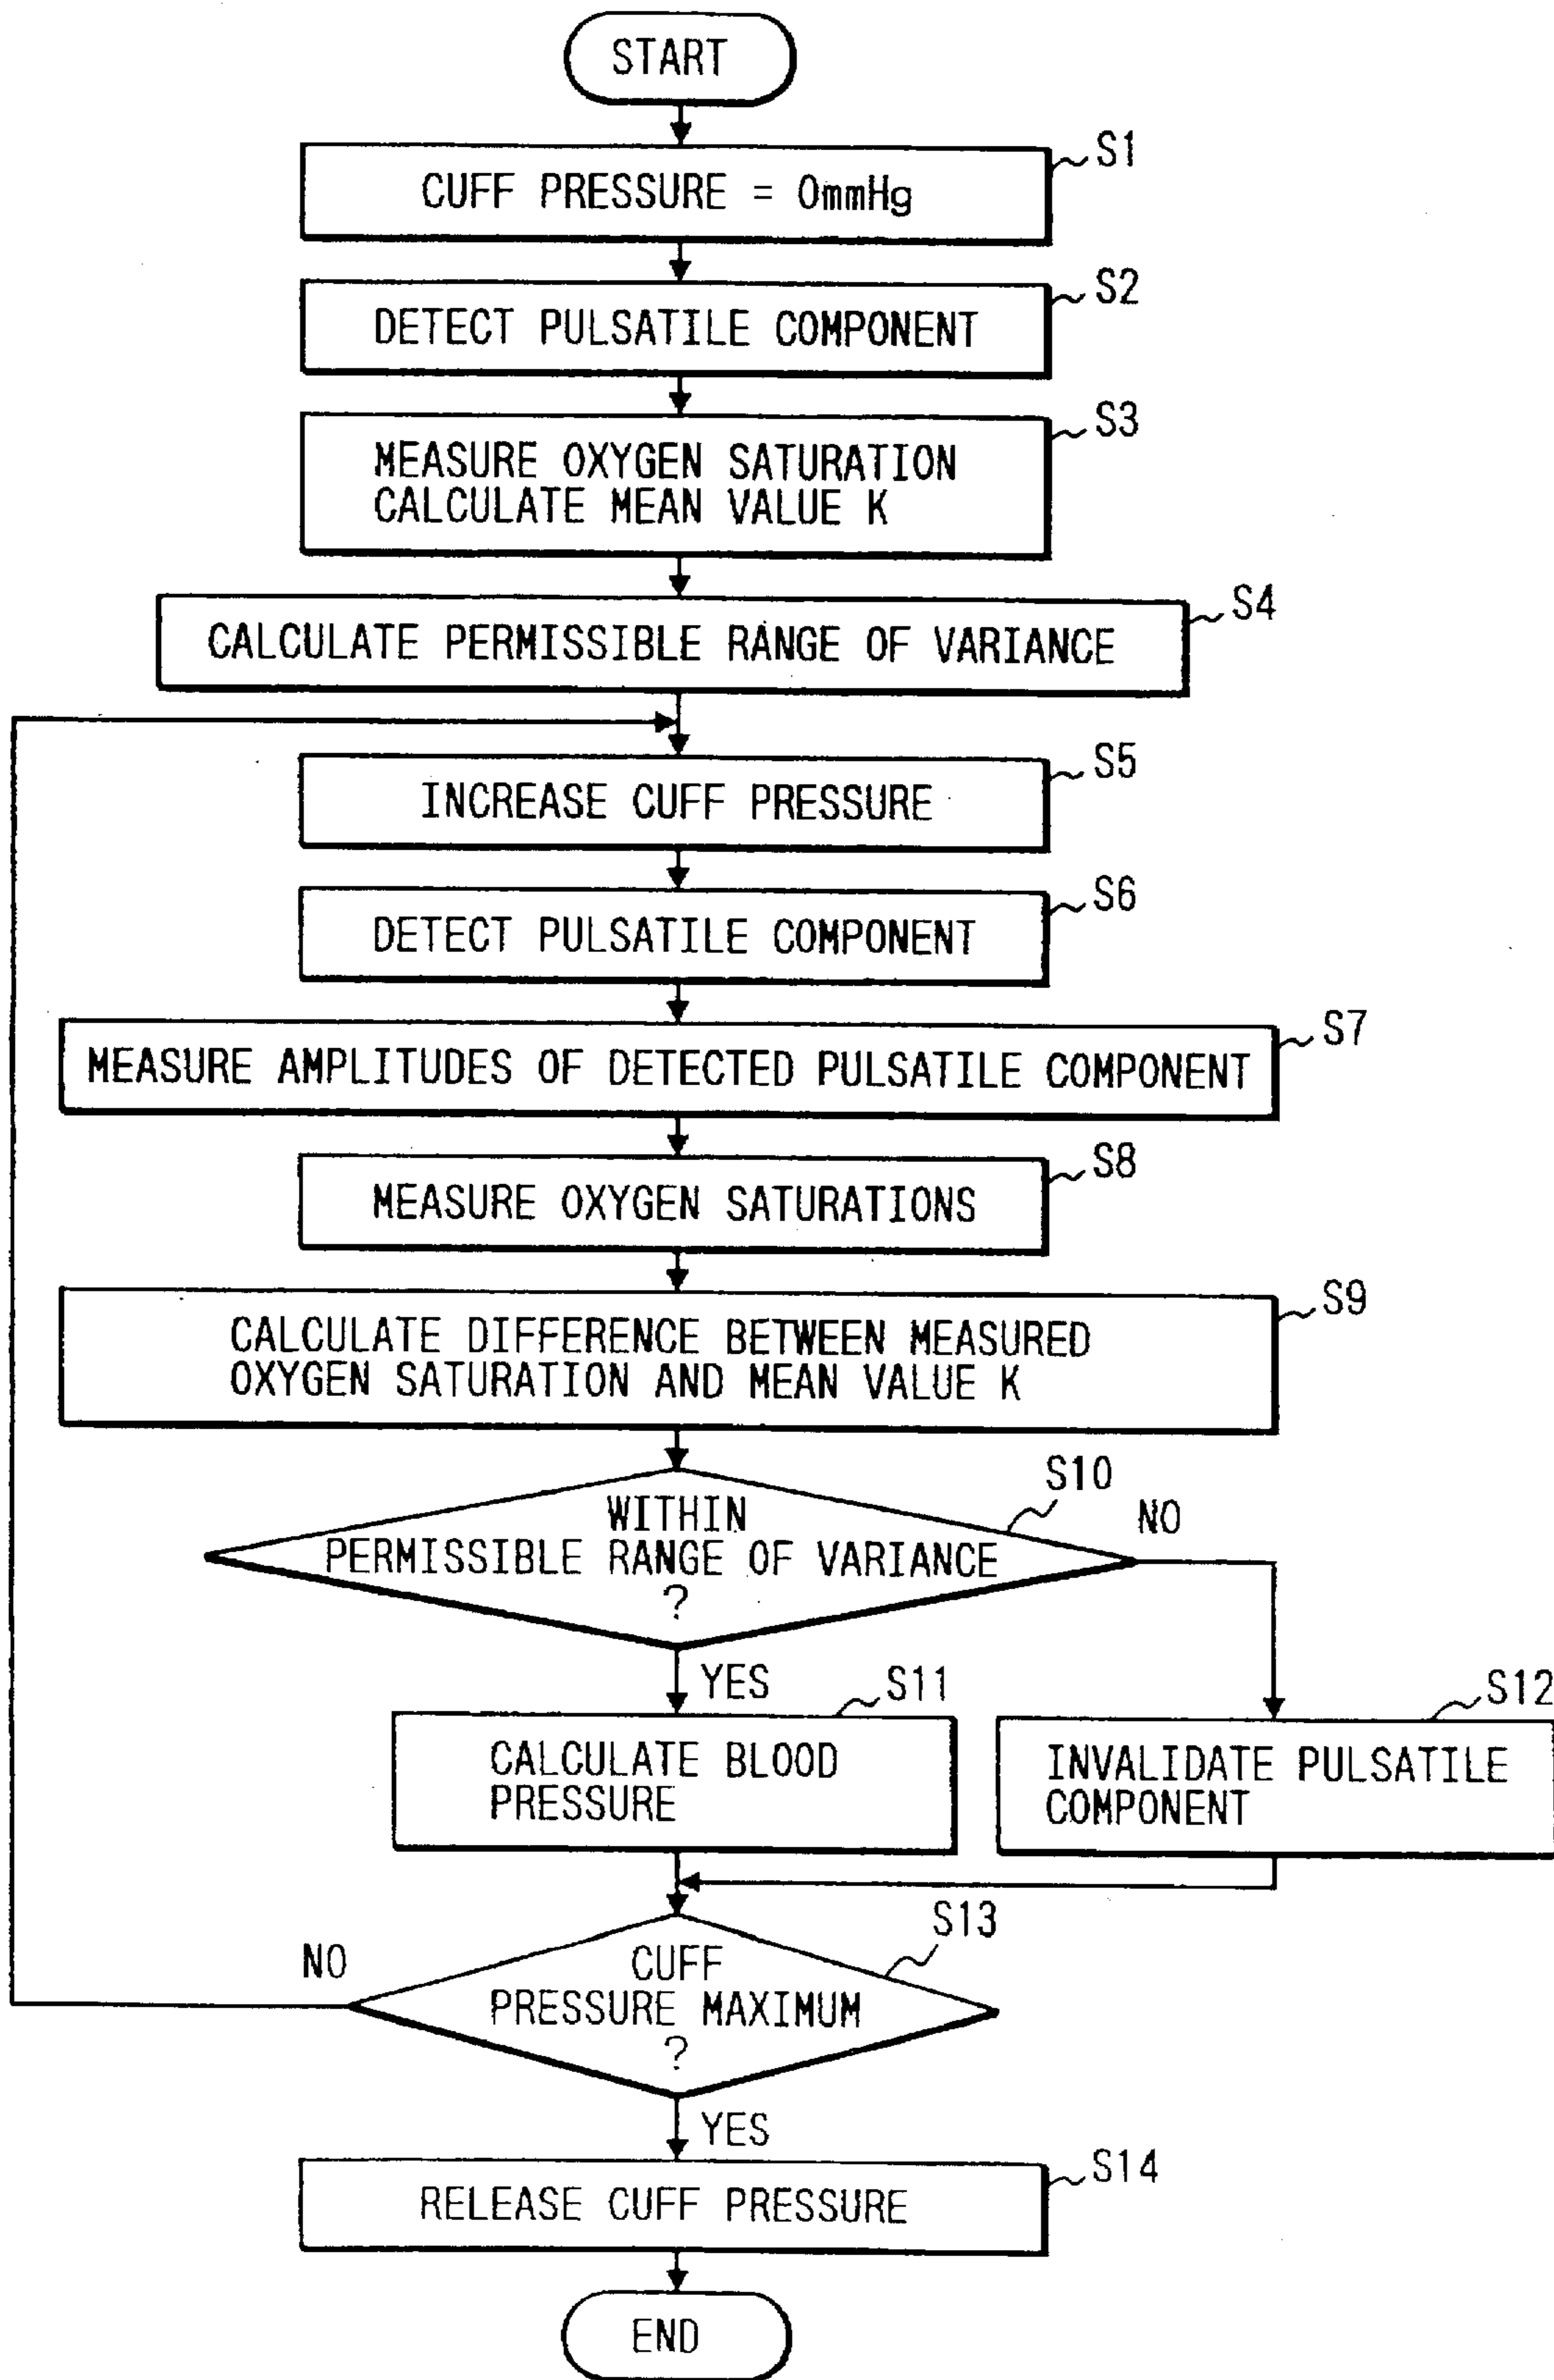 START
S1
CUFF PRESSURE = 0mmHg
S2
DETECT PULSATILE COMPONENT
S3
MEASURE OXYGEN SATURATION
CALCULATE MEAN VALUE K
S4
CALCULATE PERMISSIBLE RANGE OF VARIANCE
S5
INCREASE CUFF PRESSURE
S6
DETECT PULSATILE COMPONENT
S7
MEASURE AMPLITUDES OF DETECTED PULSATILE COMPONENT
S8
MEASURE OXYGEN SATURATIONS
S9
CALCULATE DIFFERENCE BETWEEN MEASURED
OXYGEN SATURATION AND MEAN VALUE K
S10
WITHIN
PERMISSIBLE RANGE OF VARIANCE
?
NO
YES
S11
CALCULATE BLOOD
PRESSURE
S12
INVALIDATE PULSATILE
COMPONENT
S13
CUFF
PRESSURE MAXIMUM
?
NO
YES
S14
RELEASE CUFF PRESSURE
END